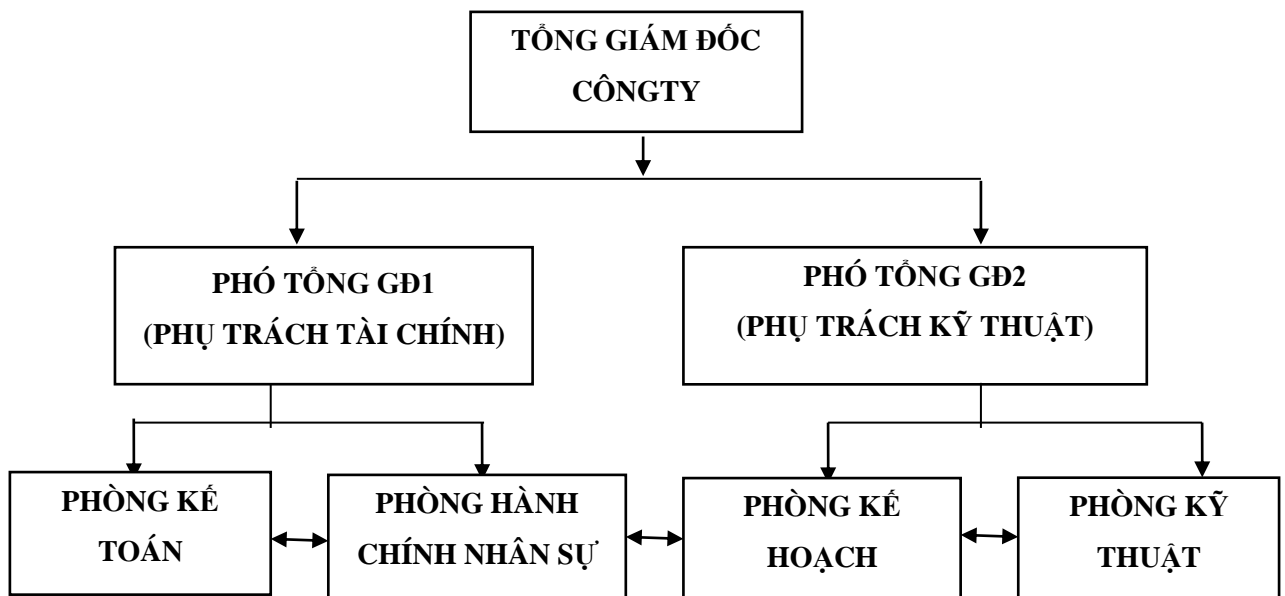 TỔNG GIÁM ĐỐC
CÔNGTY
PHÓ TỔNG GĐ1
(PHỤ TRÁCH TÀI CHÍNH)
PHÓ TỔNG GĐ2
(PHỤ TRÁCH KỸ THUẬT)
PHÒNG KẾ
TOÁN
PHÒNG HÀNH
CHÍNH NHÂN SỰ
PHÒNG KẾ
HOẠCH
PHÒNG KỸ
THUẬT